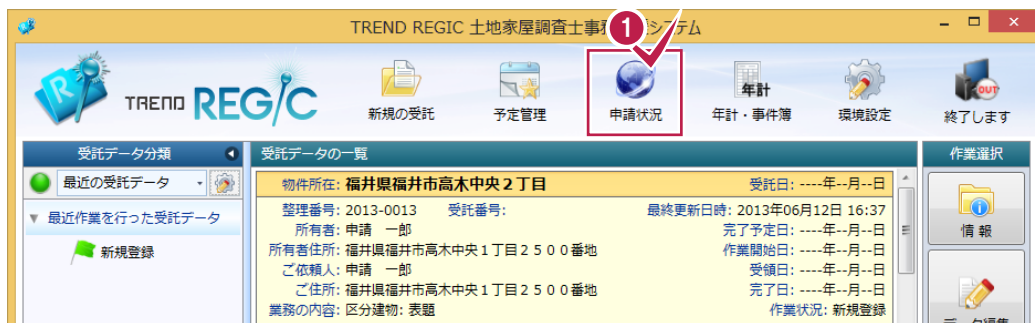 TREND REGIC 土地家屋調査士事務 システム
1
TREND REGIC
新規の受託
予定管理
申請状況
年計
年計・事件簿
環境設定
OUT
終了します
受託データ分類
受託データの一覧
作業選択
最近の受託データ
物件所在: 福井県福井市高木中央2丁目 受託日: ----年--月--日
最近作業を行った受託データ
整理番号: 2013-0013 受託番号: 最終更新日時: 2013年06月12日 16:37
所有者: 申請 一郎 完了予定日: ----年--月--日
情報
新規登録
所有者住所: 福井県福井市高木中央1丁目2500番地 作業開始日: ----年--月--日
ご依頼人: 申請 一郎 受領日: ----年--月--日
ご住所: 福井県福井市高木中央1丁目2500番地 完了日: ----年--月--日
業務の内容: 区分建物: 表題 作業状況: 新規登録
データ編集